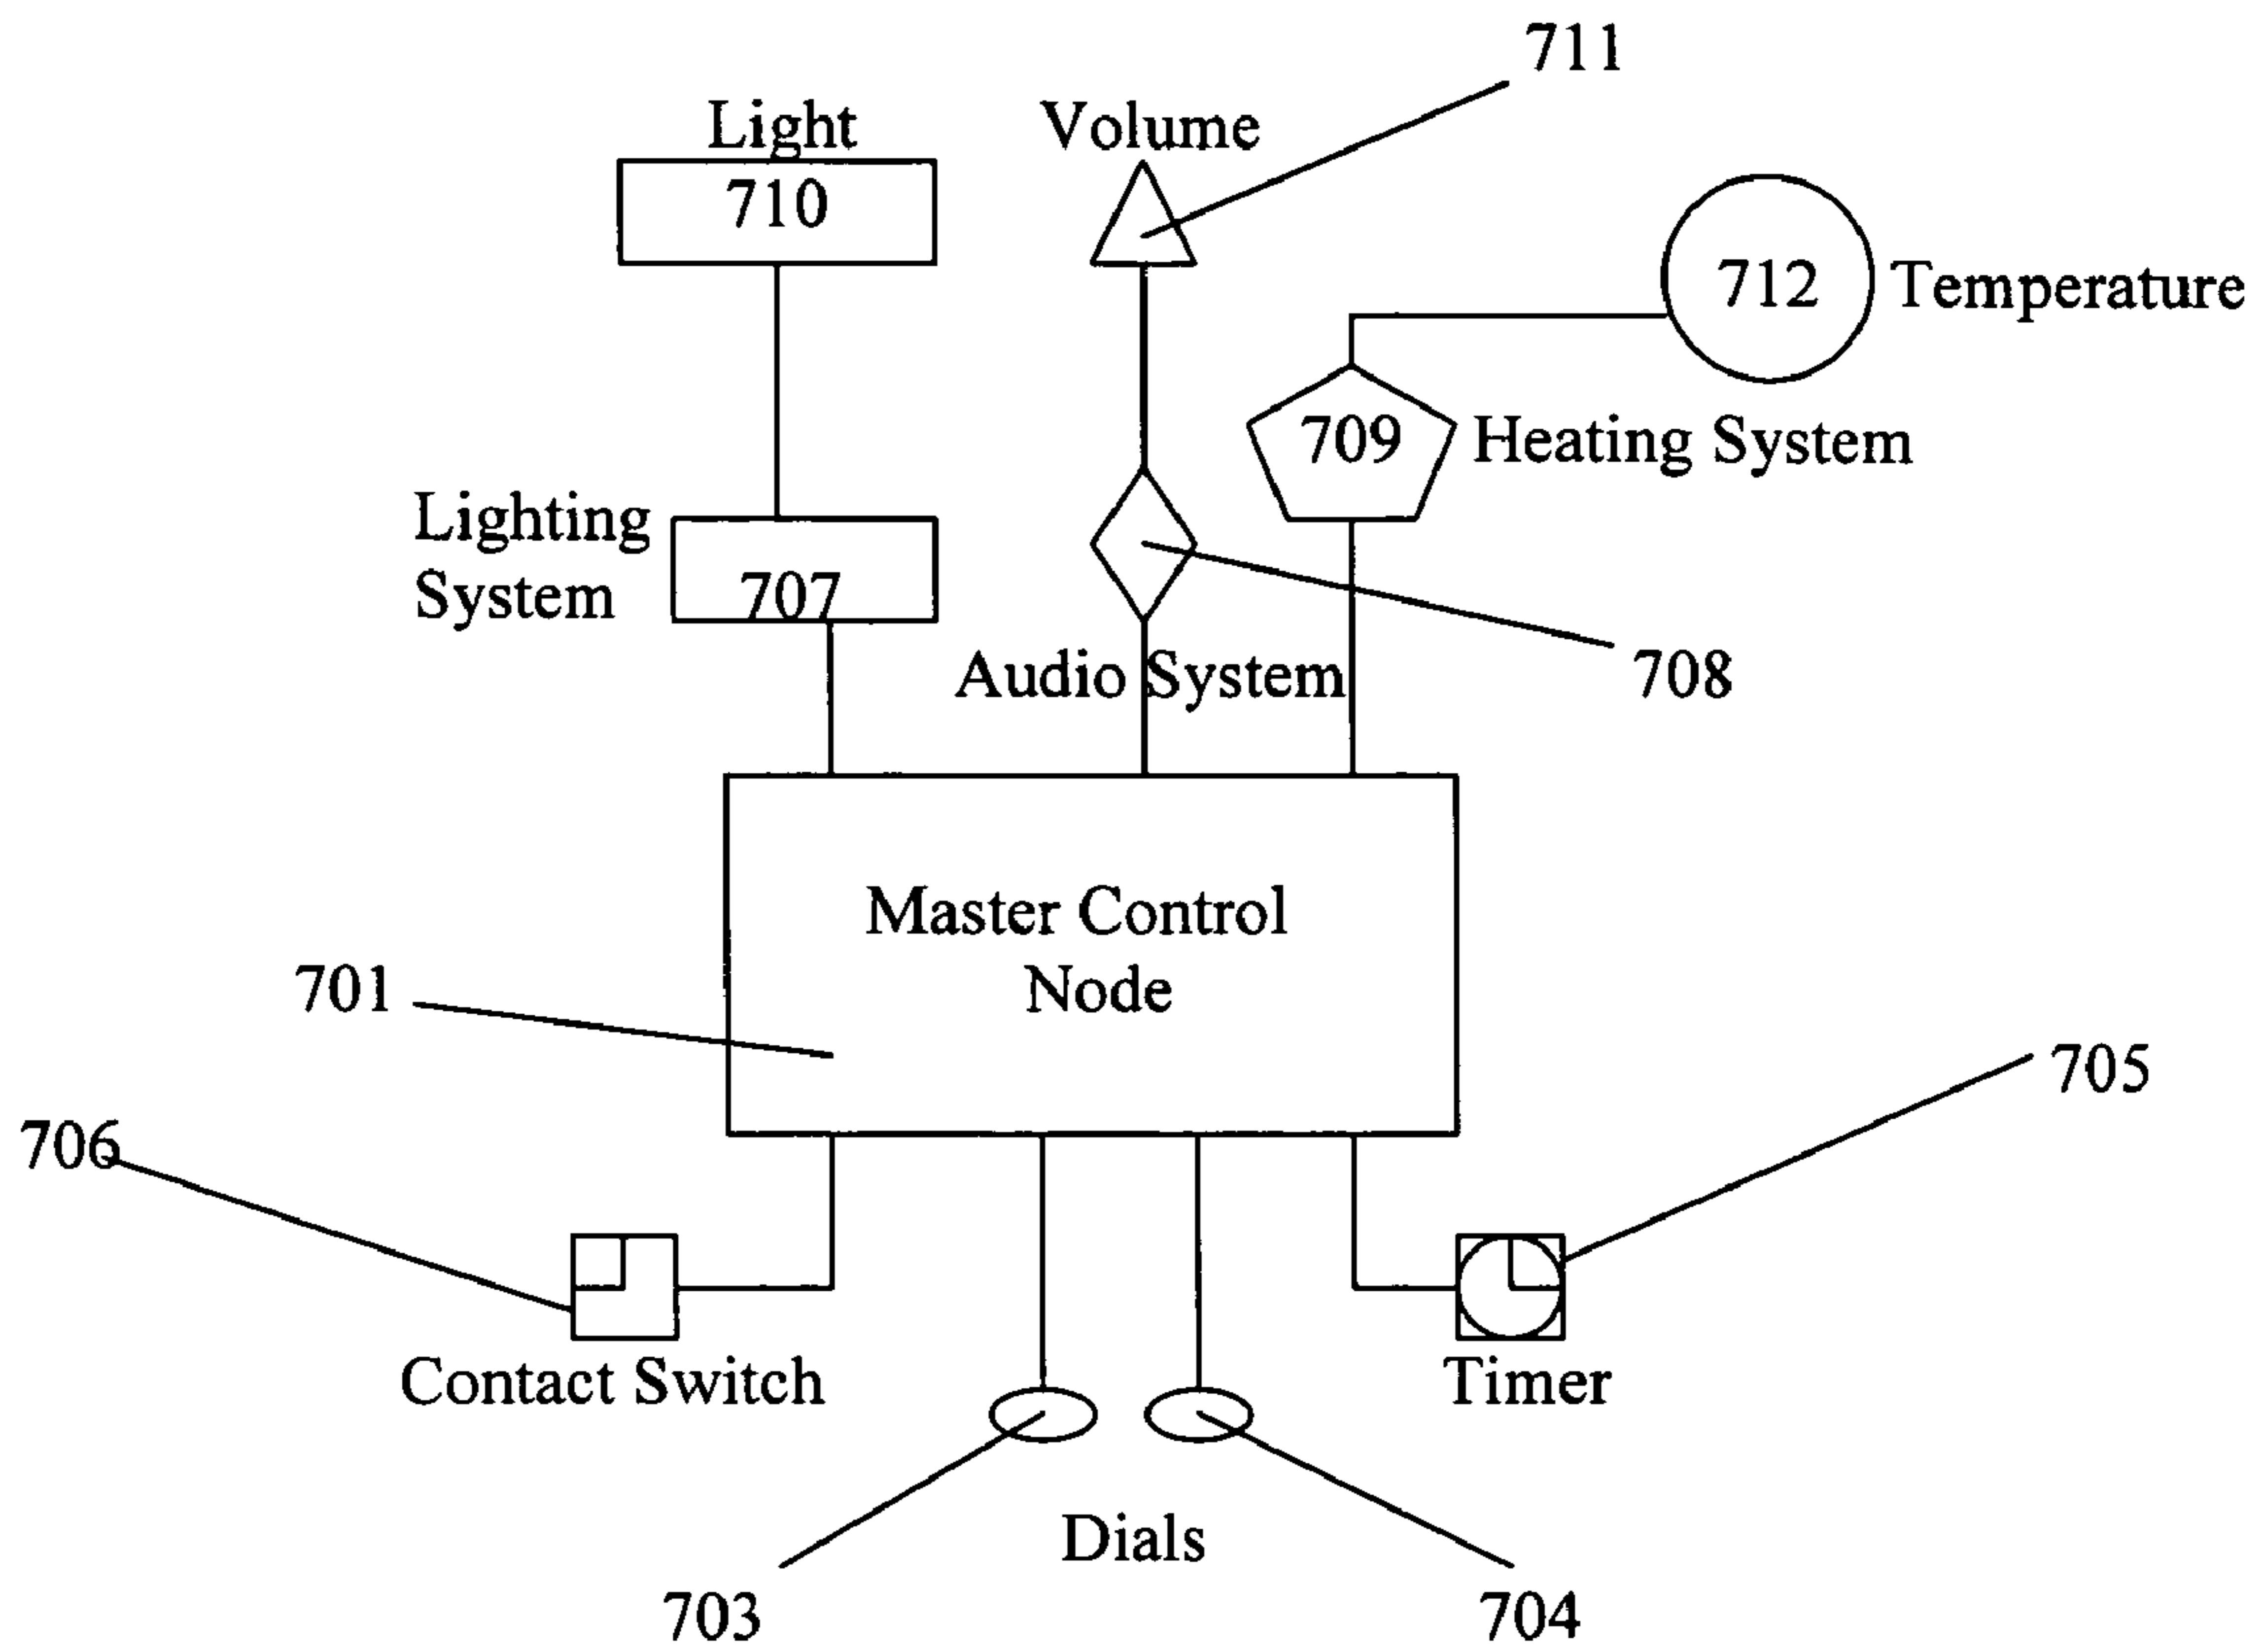 711
Light
Volume
710
712
Temperature
709
Heating System
Lighting
System
707
Audio System
708
Master Control
Node
701
705
706
Contact Switch
Timer
Dials
703
704